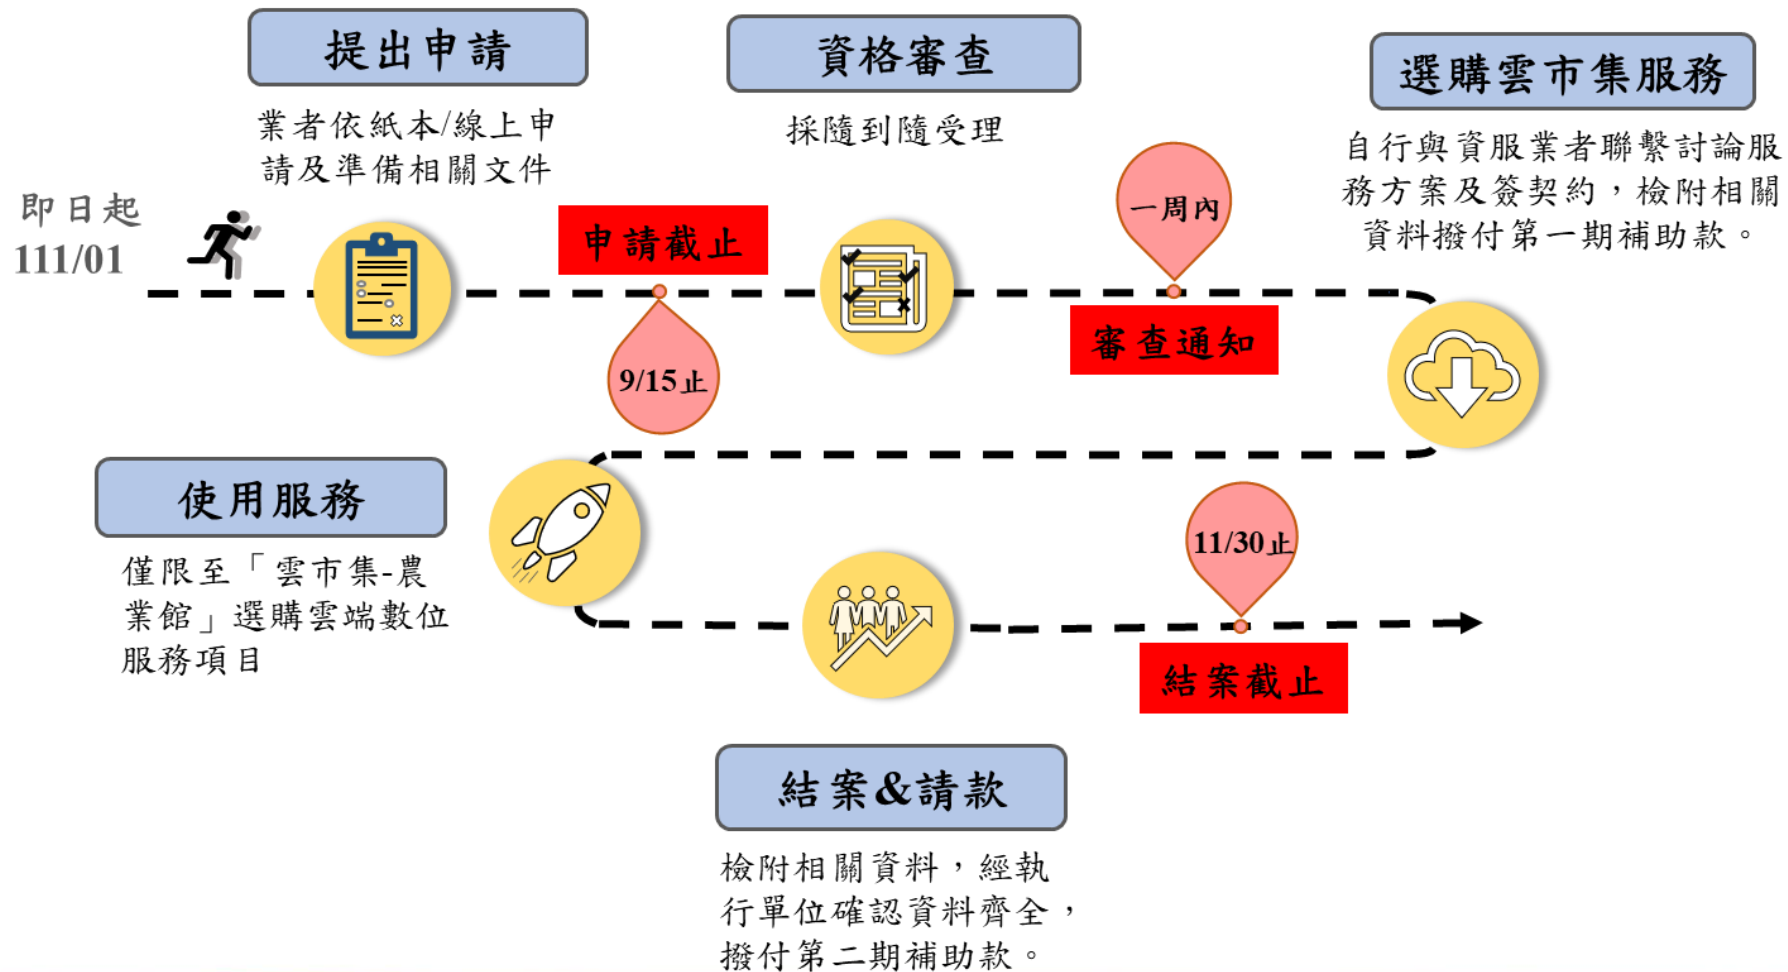 提出申請
業者依紙本/線上申
請及準備相關文件
資格審查
採隨到隨受理
選購雲市集服務
自行與資服業者聯繫討論服
務方案及簽契約，檢附相關
資料撥付第一期補助款。
即日起
111/01
申請截止
9/15止
一周內
審查通知
使用服務
僅限至「雲市集-農
業館」選購雲端數位
服務項目
11/30止
結案截止
結案&請款
檢附相關資料，經執
行單位確認資料齊全，
撥付第二期補助款。